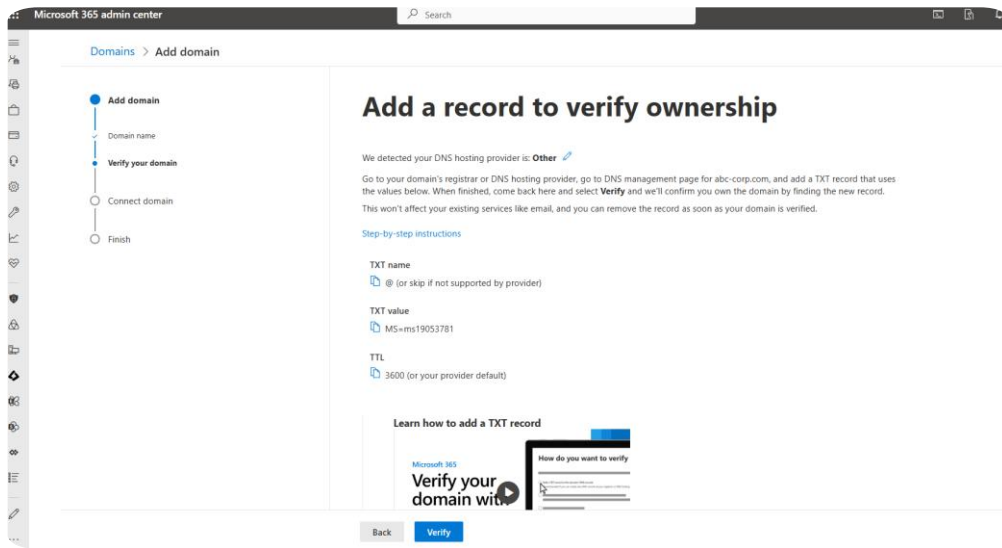 Microsoft 365 admin center
Search
Domains > Add domain
Add domain
Domain name
Verify your domain
Connect domain
Finish
Add a record to verify ownership
We detected your DNS hosting provider is: Other
Go to your domain's registrar or DNS hosting provider, go to DNS management page for abc-corp.com, and add a TXT record that uses
the values below. When finished, come back here and select Verify and we'll confirm you own the domain by finding the new record.
This won't affect your existing services like email, and you can remove the record as soon as your domain is verified.
Step-by-step instructions
TXT name
@ (or skip if not supported by provider)
TXT value
MS=ms19053781
TTL
3600 (or your provider default)
Learn how to add a TXT record
Microsoft 365
Verify your
domain with
How do you want to verify
Back
Verify